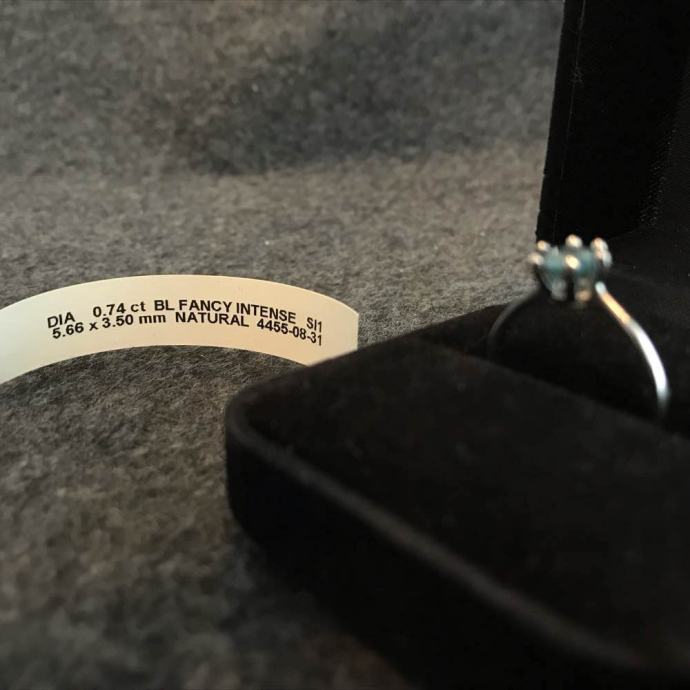 DIA 0.74 ct BL FANCY INTENSE SI1
5.66 x 3.50 mm NATURAL 4455-08-31